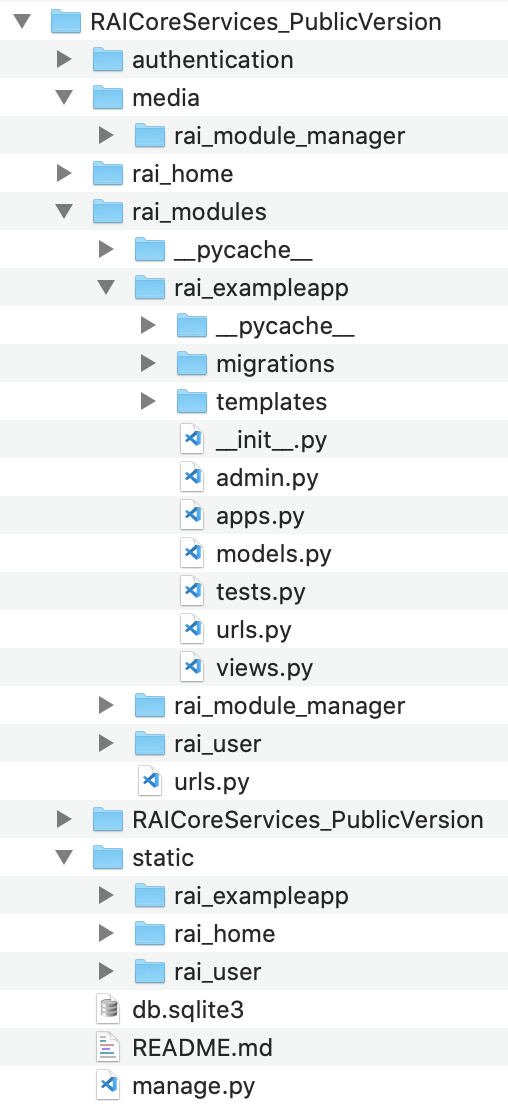 RAICoreServices_PublicVersion
authentication
media
rai_module_manager
rai_home
rai_modules
__pycache__
rai_exampleapp
__pycache__
migrations
templates
__init__.py
admin.py
apps.py
models.py
tests.py
urls.py
views.py
rai_module_manager
rai_user
urls.py
RAICoreServices_PublicVersion
static
rai_exampleapp
rai_home
rai_user
db.sqlite3
README.md
manage.py